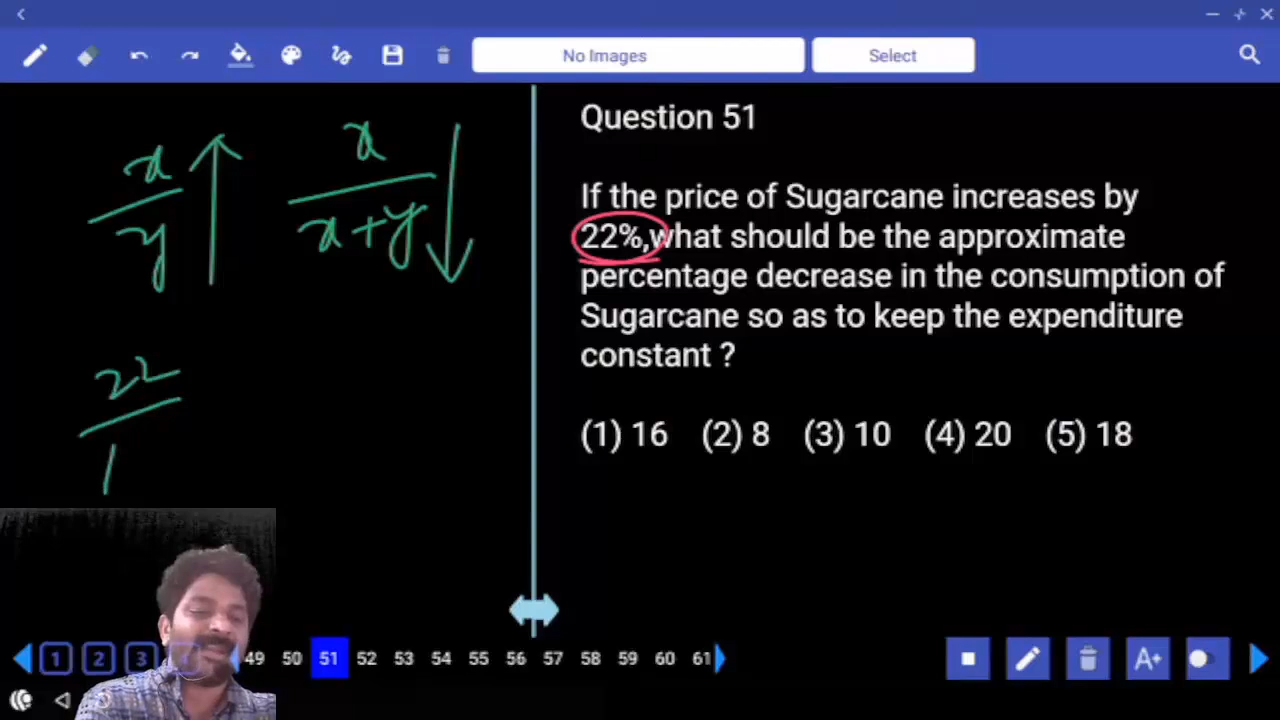 No Images
Select
x
y
x
x+y
22
1
Question 51
If the price of Sugarcane increases by
22%,what should be the approximate
percentage decrease in the consumption of
Sugarcane so as to keep the expenditure
constant ?
(1) 16 (2) 8 (3) 10 (4) 20 (5) 18
1 2 3 49 50 51 52 53 54 55 56 57 58 59 60 61
A+